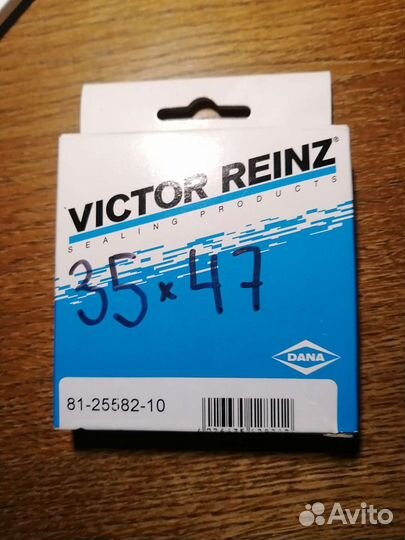 VICTOR REINZ®
SEALING PRODUCTS
35 x 47
DANA
81-25582-10
Avito